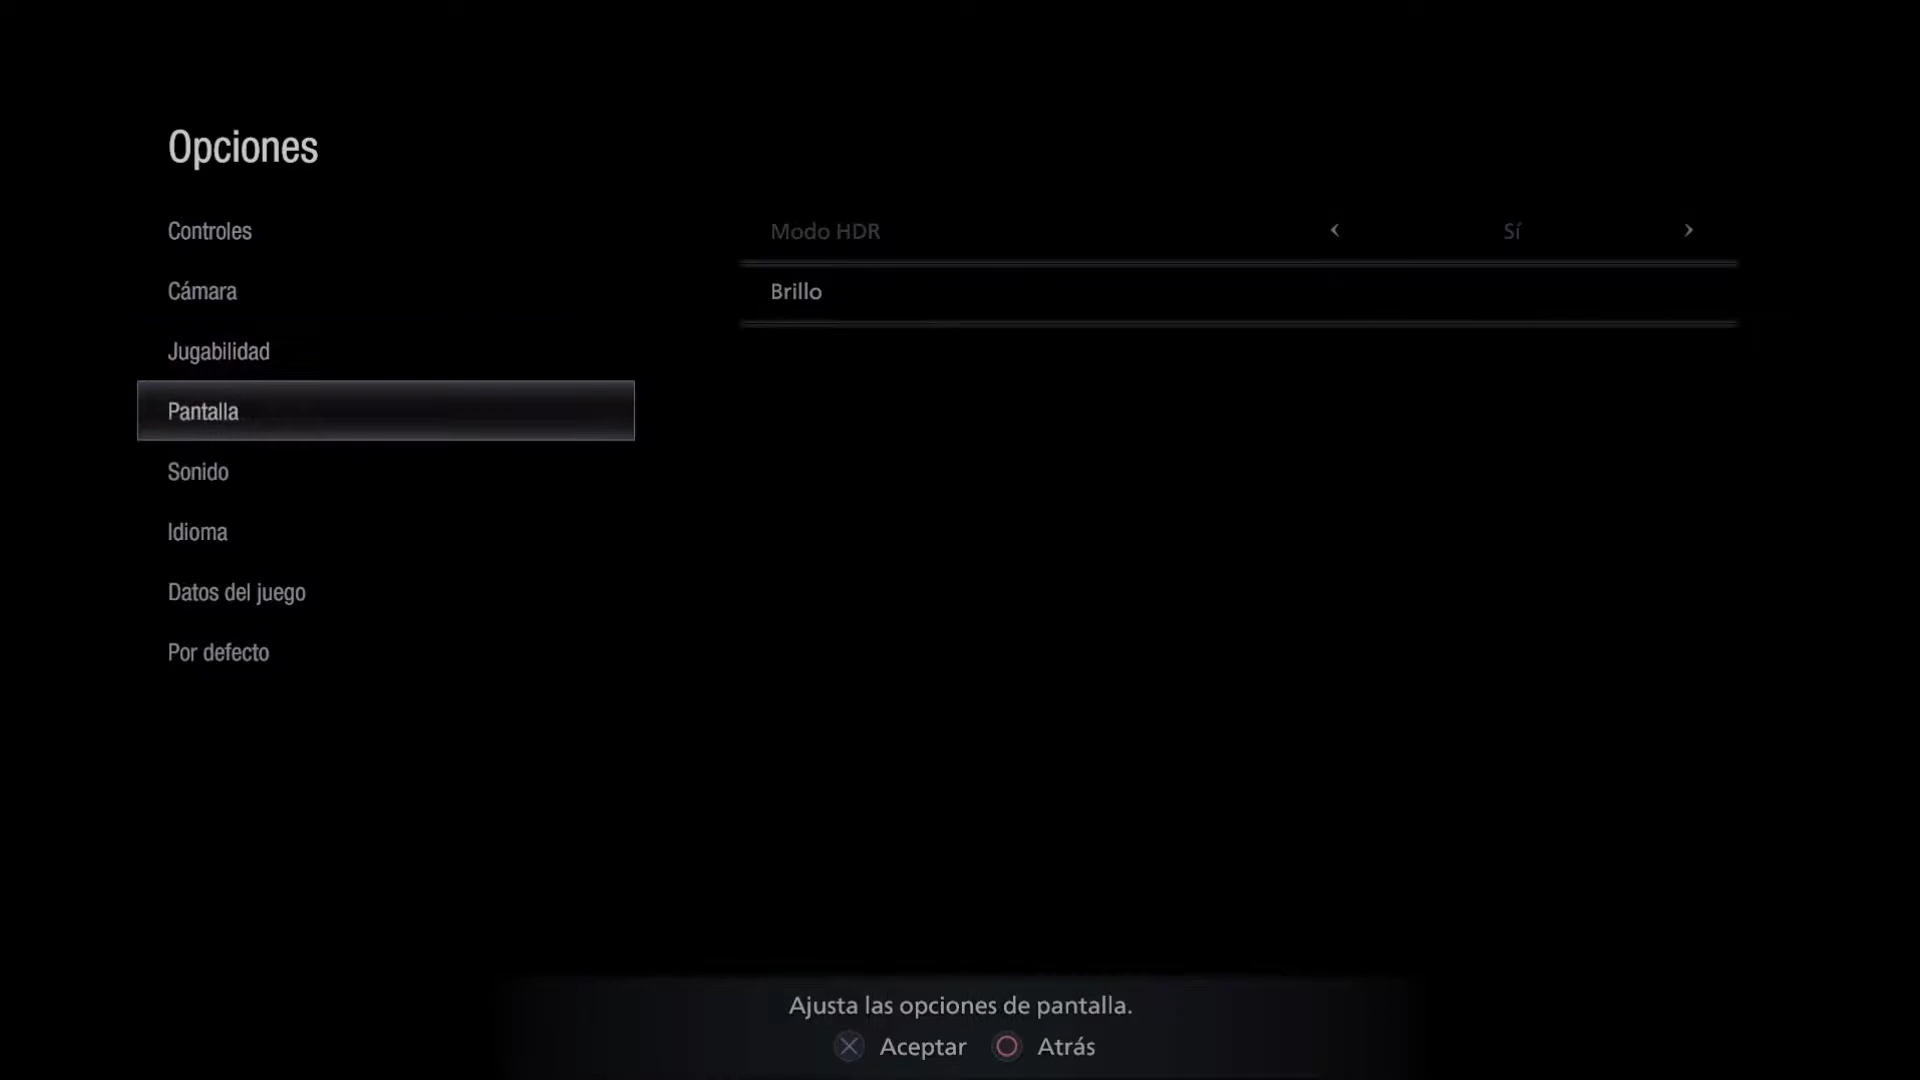 Opciones
Controles
Cámara
Jugabilidad
Pantalla
Sonido
Idioma
Datos del juego
Por defecto
Modo HDR Sí
Brillo
Ajusta las opciones de pantalla.
Aceptar Atrás